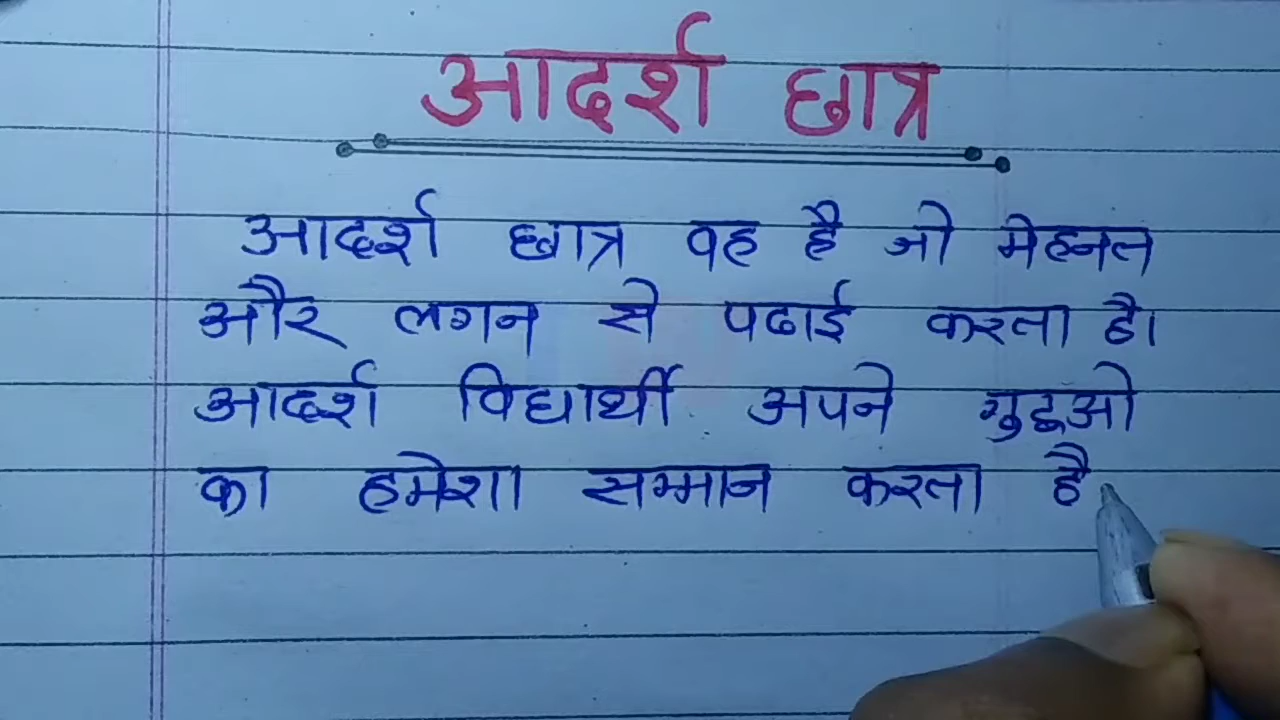 आदर्श छात्र
आदर्श छात्र वह है जो मेहनत
और लगन से पढाई करता है।
आदर्श विद्यार्थी अपने गुरुओ
का हमेशा सम्मान करता है